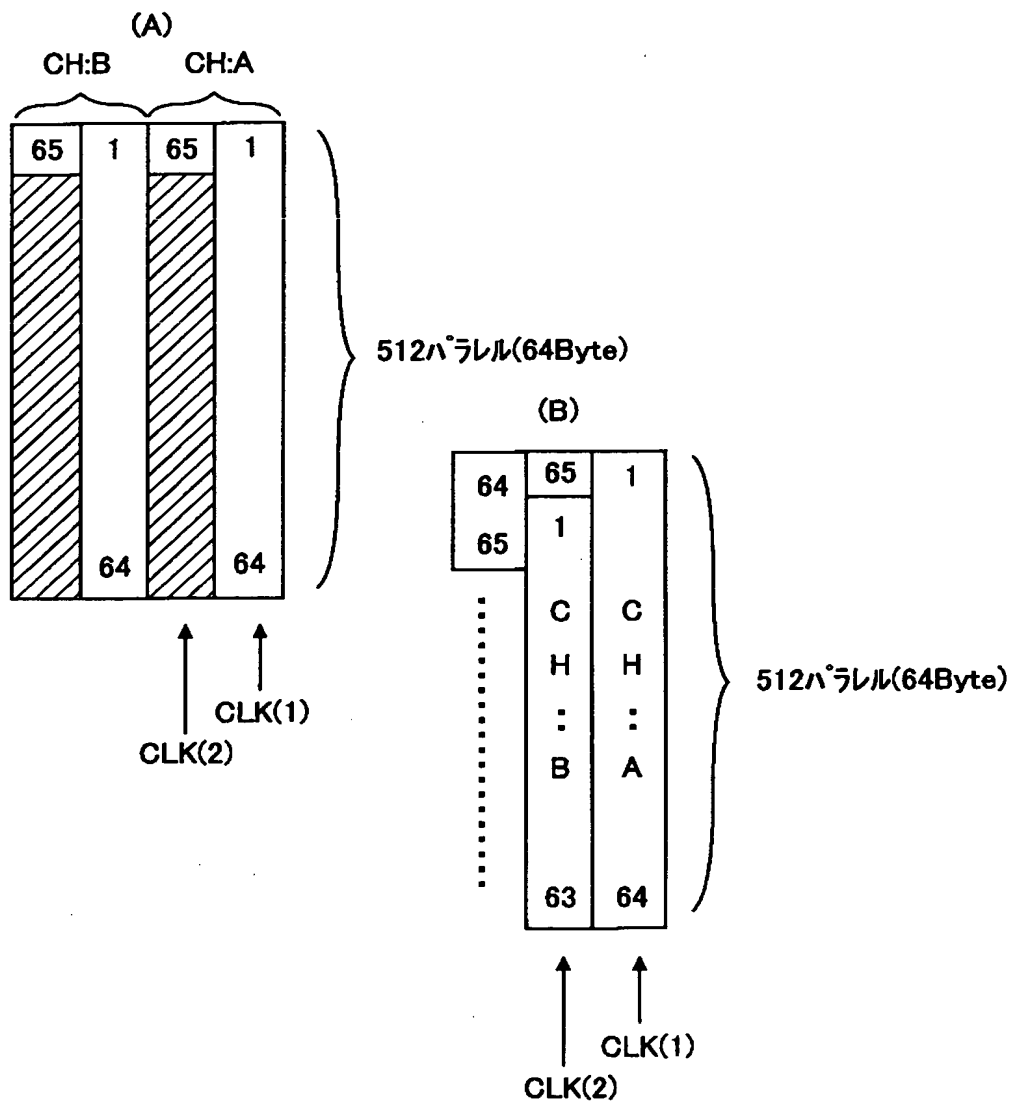 (A)
CH:B CH:A
65 1 65 1
64 64
512パラレル(64Byte)
CLK(1)
CLK(2)
(B)
64 65 1
65 1
C C
H H
: :
B A
63 64
512パラレル(64Byte)
CLK(1)
CLK(2)